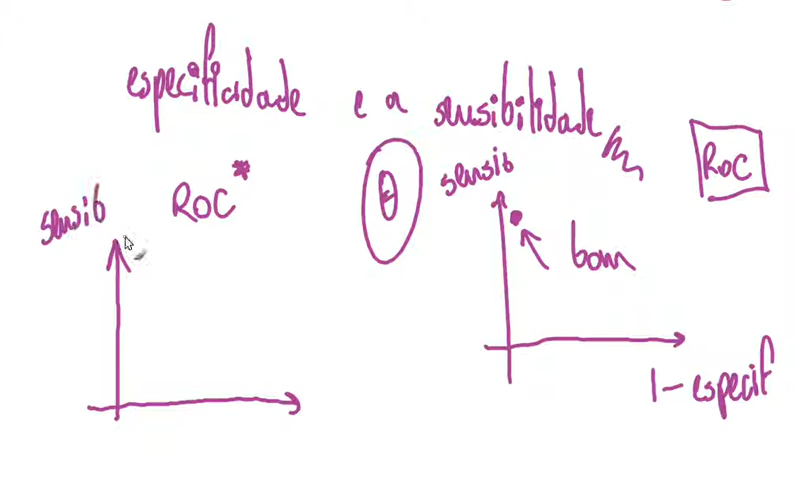 especificidade e a sensibilidade
ROC
sensib
ROC*
θ
sensib
bom
1 - especif